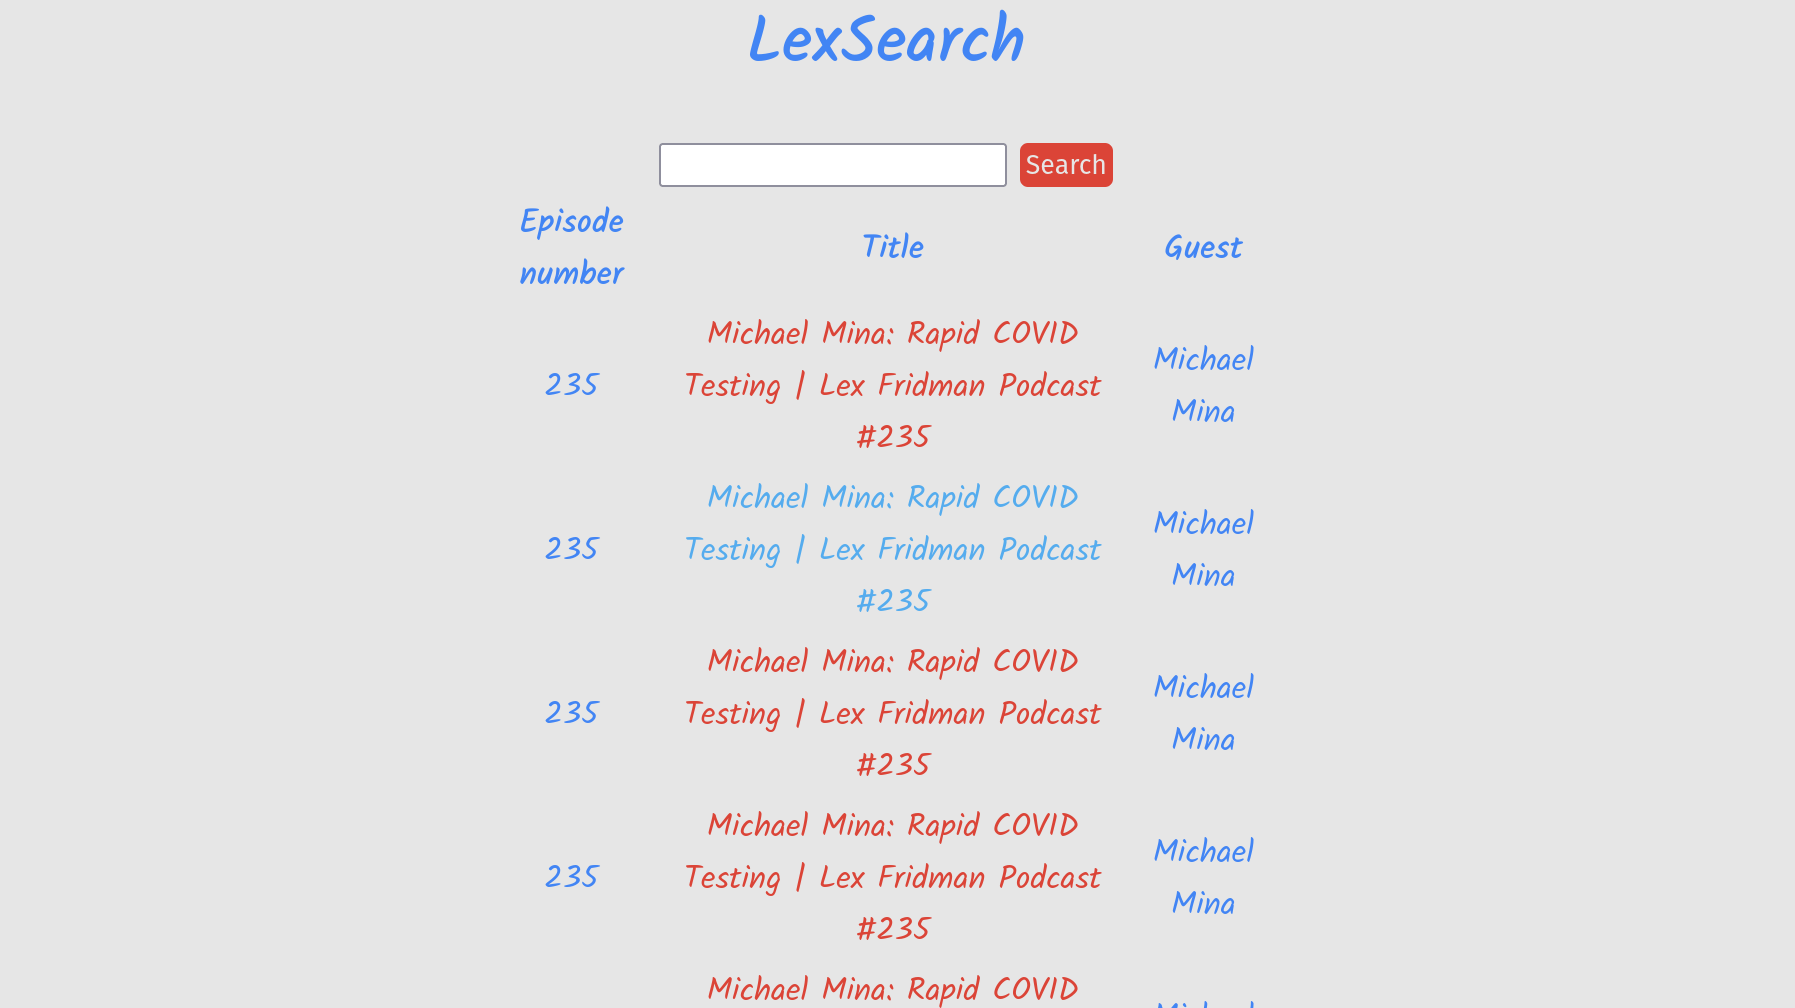 LexSearch
Search
Episode
number
Title
Guest
235
Michael Mina: Rapid COVID
Testing | Lex Fridman Podcast
#235
Michael
Mina
235
Michael Mina: Rapid COVID
Testing | Lex Fridman Podcast
#235
Michael
Mina
235
Michael Mina: Rapid COVID
Testing | Lex Fridman Podcast
#235
Michael
Mina
235
Michael Mina: Rapid COVID
Testing | Lex Fridman Podcast
#235
Michael
Mina
Michael Mina: Rapid COVID